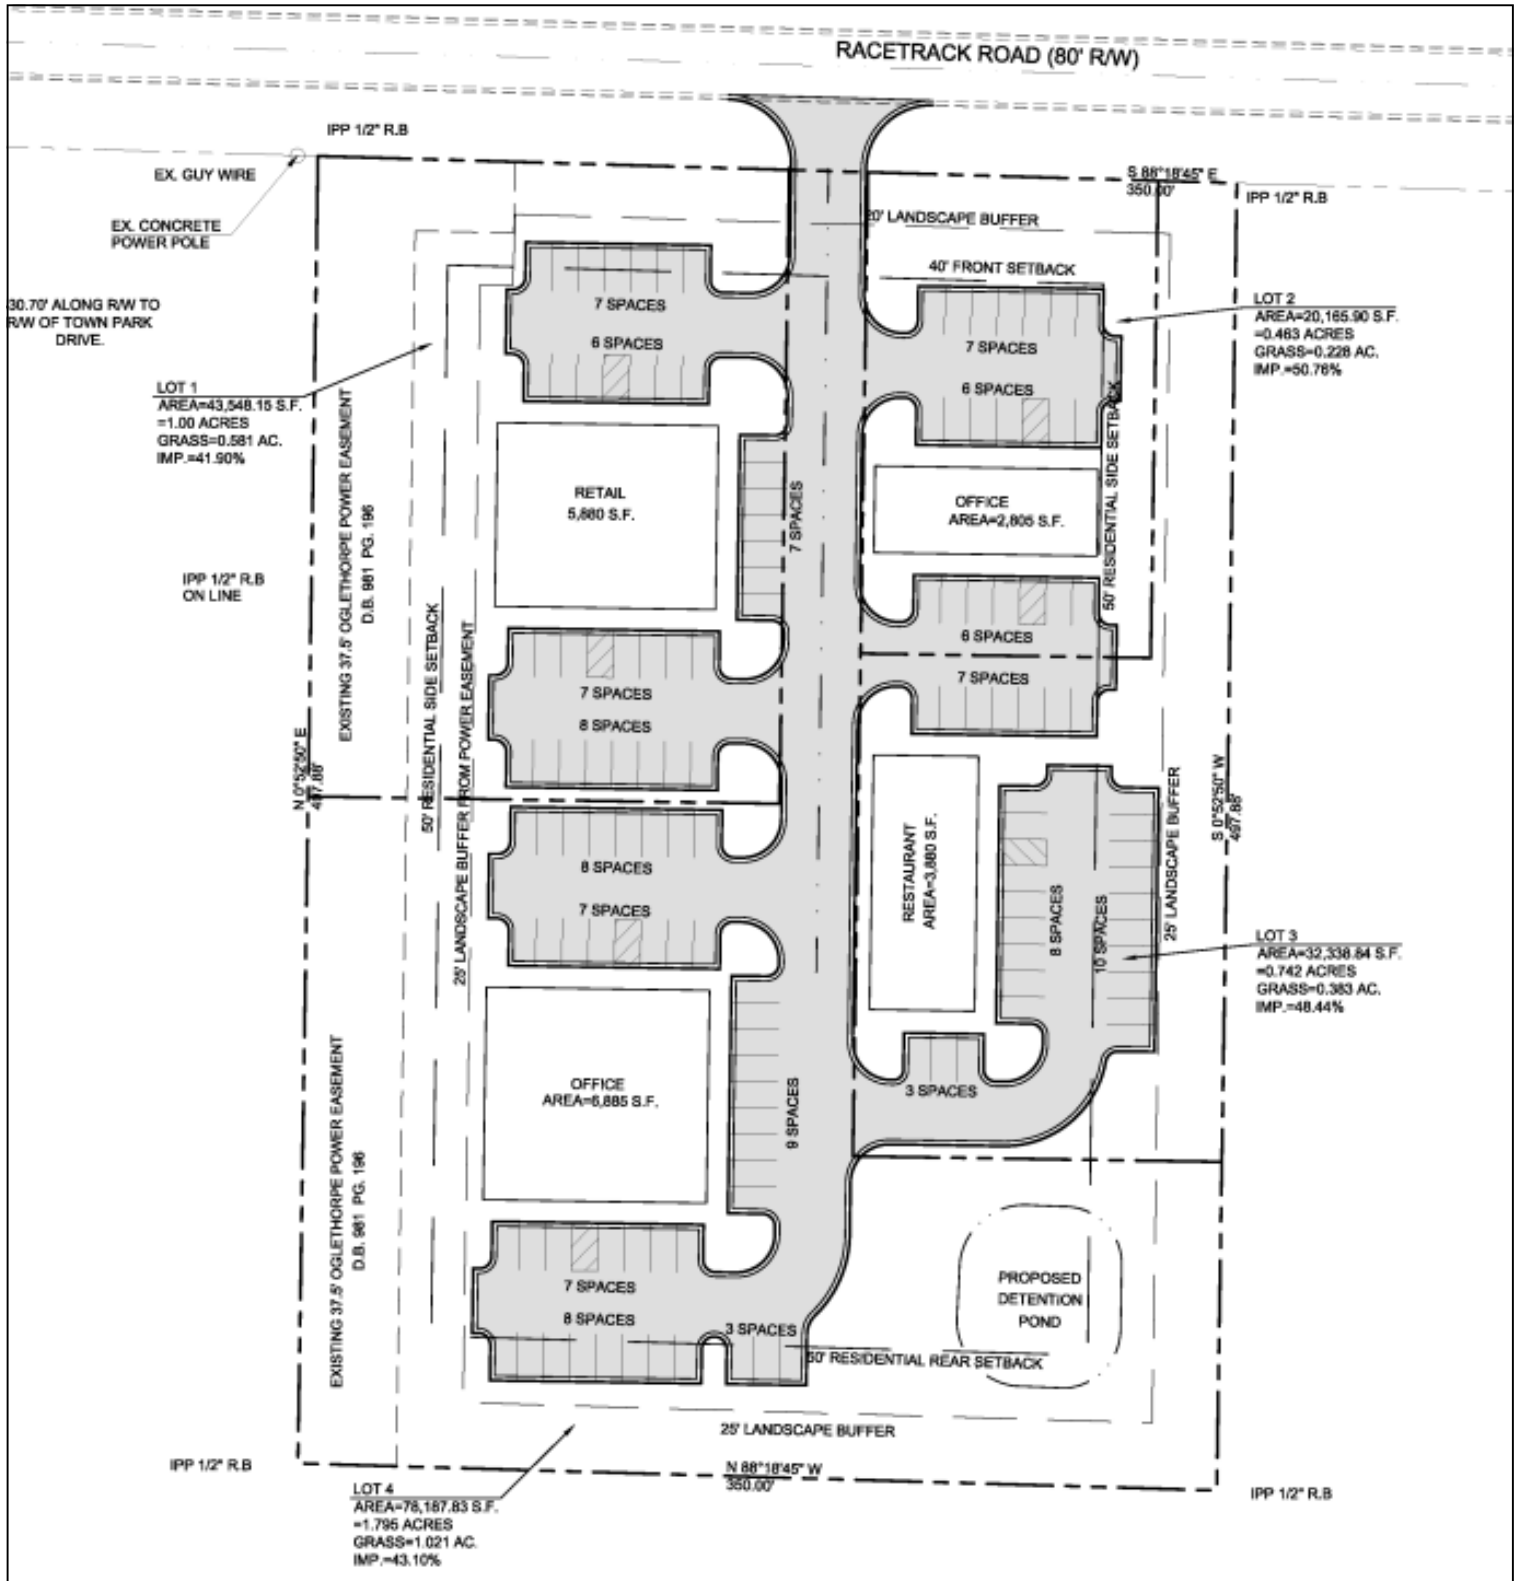 RACETRACK ROAD (80' R/W)
IPP 1/2" R.B
EX. GUY WIRE
EX. CONCRETE
POWER POLE
S 88°18'45" E
350.00'
IPP 1/2" R.B
20' LANDSCAPE BUFFER
40' FRONT SETBACK
30.70' ALONG R/W TO
R/W OF TOWN PARK
DRIVE.
LOT 2
AREA=20,165.90 S.F.
=0.463 ACRES
GRASS=0.228 AC.
IMP.=50.76%
7 SPACES
6 SPACES
7 SPACES
6 SPACES
LOT 1
AREA=43,548.15 S.F.
=1.00 ACRES
GRASS=0.581 AC.
IMP.=41.90%
EXISTING 37.5' OGLETHORPE POWER EASEMENT
D.B. 981 PG. 196
RETAIL
5,880 S.F.
7 SPACES
OFFICE
AREA=2,805 S.F.
50' RESIDENTIAL SIDE SETBACK
IPP 1/2" R.B
ON LINE
6 SPACES
7 SPACES
7 SPACES
8 SPACES
N 0°52'50" E
497.88'
50' RESIDENTIAL SIDE SETBACK
25' LANDSCAPE BUFFER FROM POWER EASEMENT
8 SPACES
7 SPACES
RESTAURANT
AREA=3,880 S.F.
8 SPACES
10 SPACES
25' LANDSCAPE BUFFER
S 0°52'50" W
497.88'
LOT 3
AREA=32,338.84 S.F.
=0.742 ACRES
GRASS=0.383 AC.
IMP.=48.44%
3 SPACES
OFFICE
AREA=6,885 S.F.
9 SPACES
EXISTING 37.5' OGLETHORPE POWER EASEMENT
D.B. 981 PG. 196
7 SPACES
8 SPACES
3 SPACES
PROPOSED
DETENTION
POND
50' RESIDENTIAL REAR SETBACK
25' LANDSCAPE BUFFER
IPP 1/2" R.B
N 88°18'45" W
350.00'
IPP 1/2" R.B
LOT 4
AREA=78,187.83 S.F.
=1.795 ACRES
GRASS=1.021 AC.
IMP.=43.10%